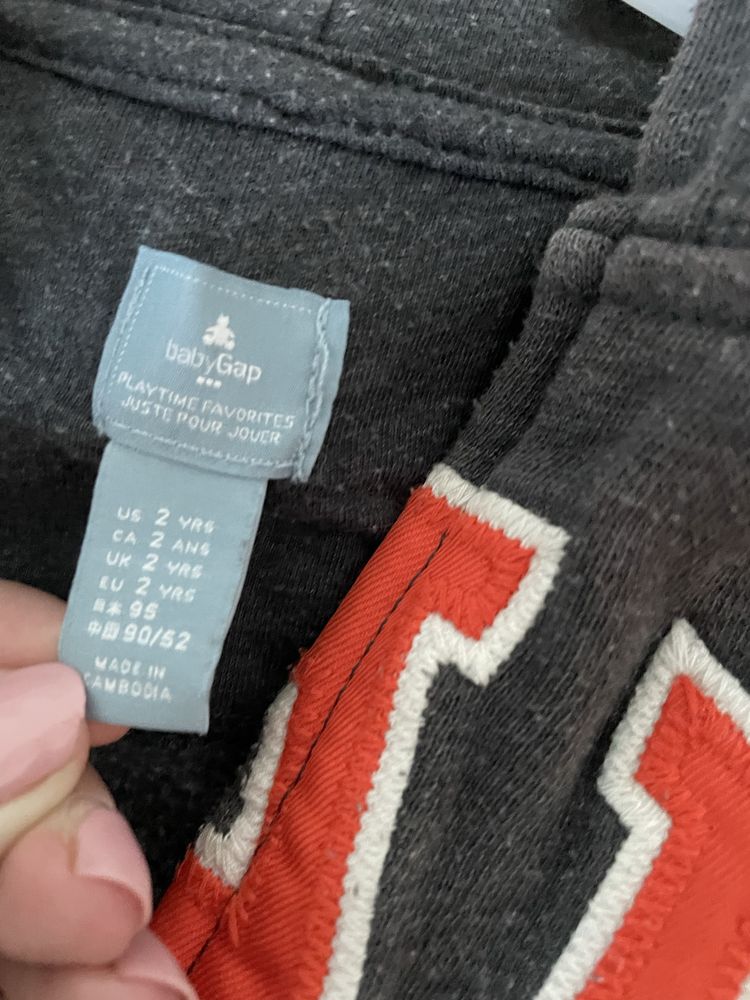 babyGap
PLAYTIME FAVORITES
JUSTE POUR JOUER
US 2 YRS
CA 2 ANS
UK 2 YRS
EU 2 YRS
日本 95
中国 90/52
MADE IN
CAMBODIA